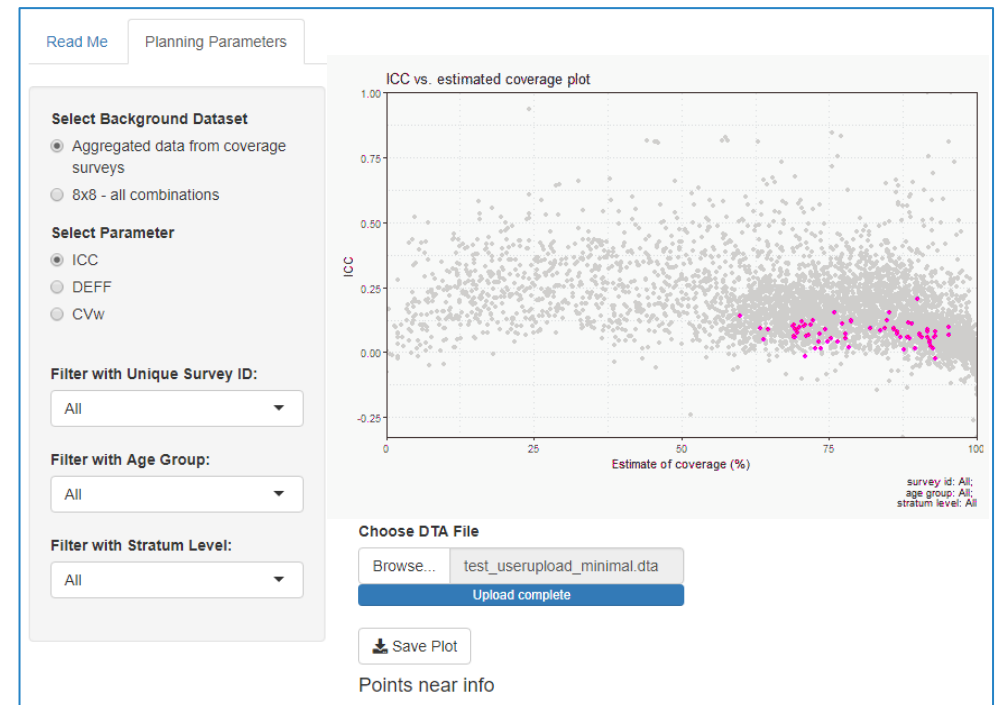 Read Me
Planning Parameters
Select Background Dataset
Aggregated data from coverage
surveys
8x8 - all combinations
Select Parameter
ICC
DEFF
CVw
Filter with Unique Survey ID:
All
Filter with Age Group:
All
Filter with Stratum Level:
All
ICC vs. estimated coverage plot
1.00
0.75
0.50
0.25
0.00
-0.25
ICC
0
25
50
75
100
Estimate of coverage (%)
survey id: All;
age group: All;
stratum level: All
Choose DTA File
Browse...
test_userupload_minimal.dta
Upload complete
Save Plot
Points near info